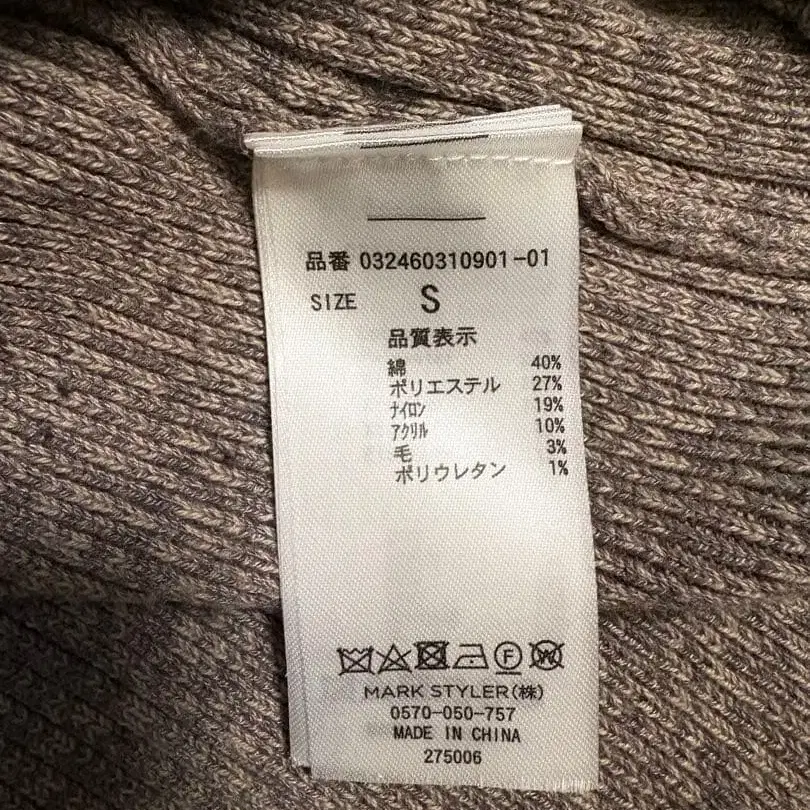 品番 032460310901-01
SIZE S
品質表示
綿 40%
ポリエステル 27%
ﾅｲﾛﾝ 19%
ｱｸﾘﾙ 10%
毛 3%
ポリウレタン 1%
F W
MARK STYLER(株)
0570-050-757
MADE IN CHINA
275006